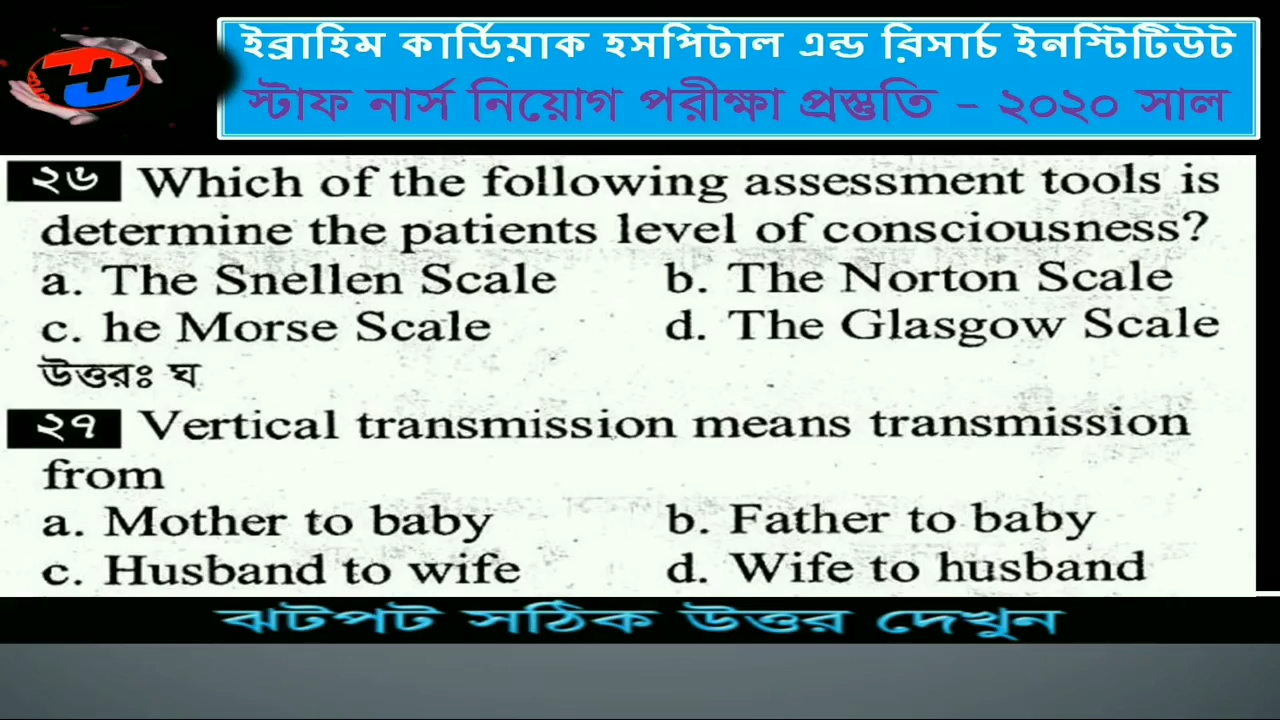 ইব্রাহিম কার্ডিয়াক হসপিটাল এন্ড রিসার্চ ইনস্টিটিউট
স্টাফ নার্স নিয়োগ পরীক্ষা প্রস্তুতি - ২০২০ সাল
২৬ Which of the following assessment tools is
determine the patients level of consciousness?
a. The Snellen Scale b. The Norton Scale
c. he Morse Scale d. The Glasgow Scale
উত্তরঃ ঘ
২৭ Vertical transmission means transmission
from
a. Mother to baby b. Father to baby
c. Husband to wife d. Wife to husband
ঝটপট সঠিক উত্তর দেখুন